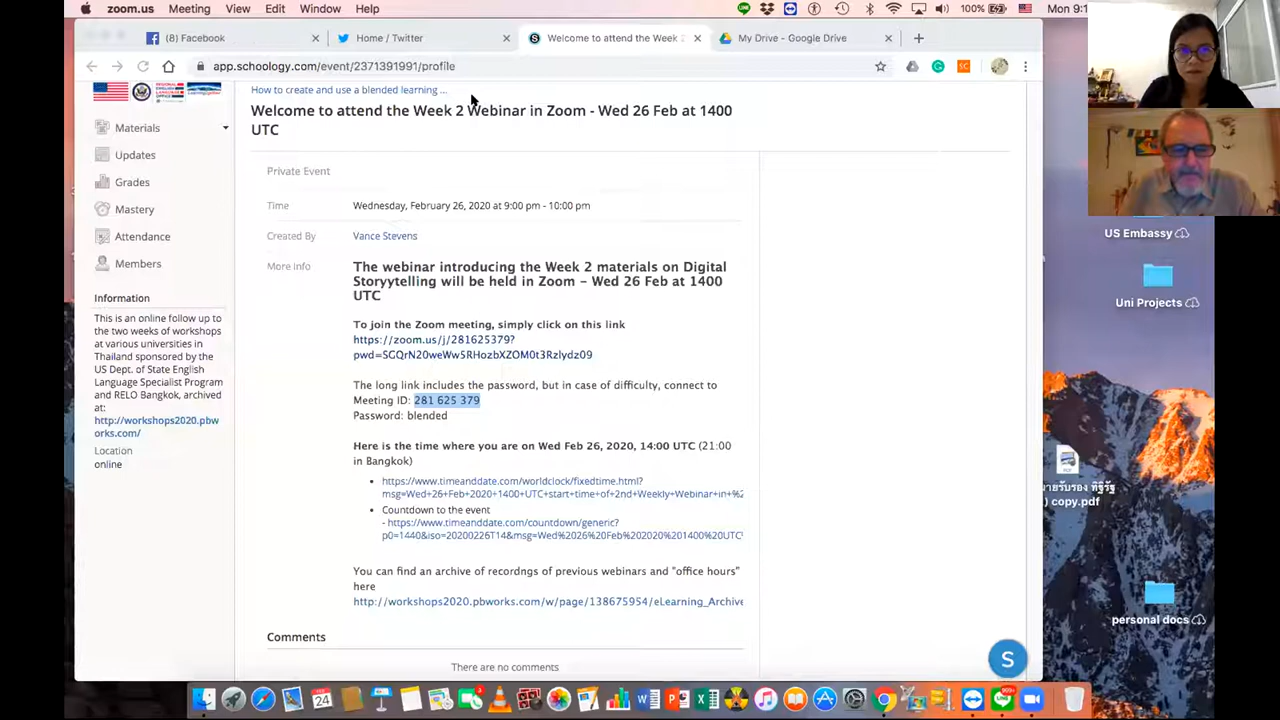 zoom.us Meeting View Edit Window Help 100% Mon 9:1
(8) Facebook
Home / Twitter
Welcome to attend the Week 2
My Drive - Google Drive
app.schoology.com/event/2371391991/profile
How to create and use a blended learning ...
Welcome to attend the Week 2 Webinar in Zoom - Wed 26 Feb at 1400
UTC
Materials
Updates
Grades
Mastery
Attendance
Members
Information
This is an online follow up to
the two weeks of workshops
at various universities in
Thailand sponsored by the
US Dept. of State English
Language Specialist Program
and RELO Bangkok, archived
at:
http://workshops2020.pbw
orks.com/
Location
online
Private Event
Time Wednesday, February 26, 2020 at 9:00 pm - 10:00 pm
Created By Vance Stevens
More info
The webinar introducing the Week 2 materials on Digital
Storyytelling will be held in Zoom - Wed 26 Feb at 1400
UTC
To join the Zoom meeting, simply click on this link
https://zoom.us/j/281625379?
pwd=SGQrN20weWw5RHozbXZOM0t3Rzlydz09
The long link includes the password, but in case of difficulty, connect to
Meeting ID: 281 625 379
Password: blended
Here is the time where you are on Wed Feb 26, 2020, 14:00 UTC (21:00
in Bangkok)
https://www.timeanddate.com/worldclock/fixedtime.html?
msg=Wed+26+Feb+2020+1400+UTC+start+time+of+2nd+Weekly+Webinar+in+%2
Countdown to the event
- https://www.timeanddate.com/countdown/generic?
p0=1440&iso=20200226T14&msg=Wed%2026%20Feb%202020%201400%20UTC
You can find an archive of recordngs of previous webinars and "office hours"
here
http://workshops2020.pbworks.com/w/page/138675954/eLearning_Archive
Comments
There are no comments
S
US Embassy
Uni Projects
copy.pdf
personal docs